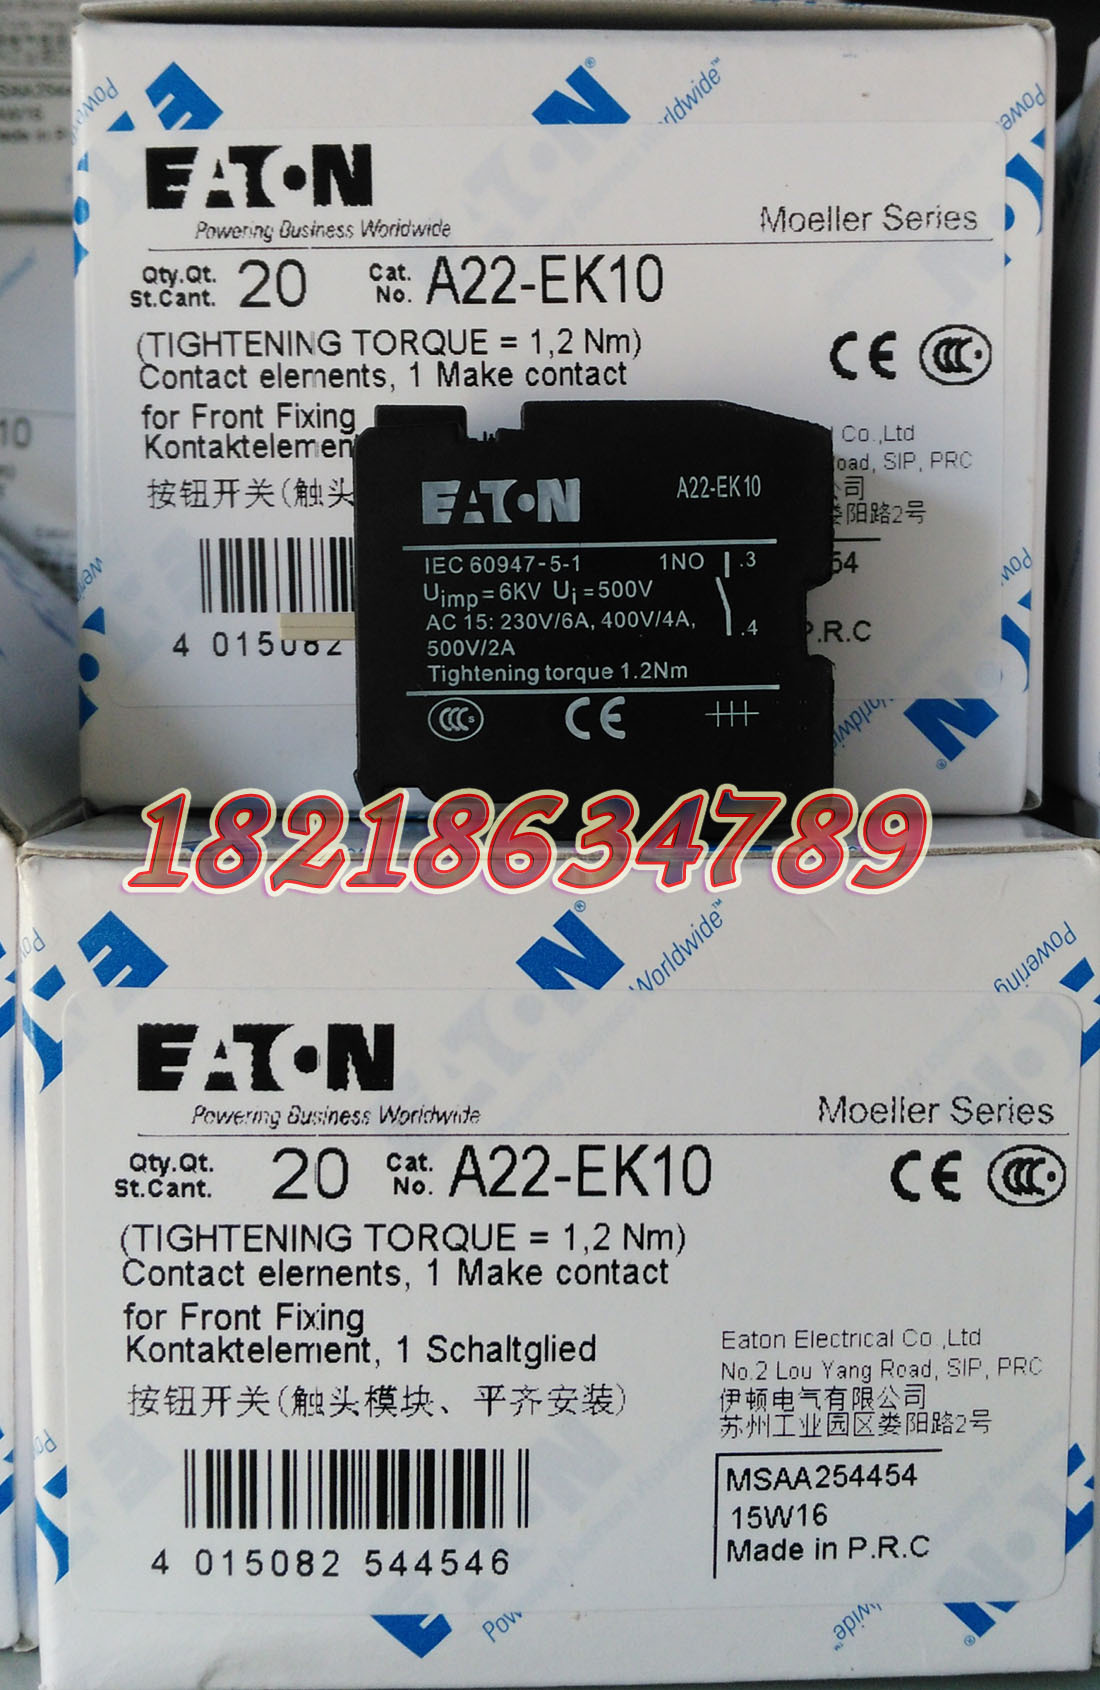 EATON
Powering Business Worldwide
Moeller Series
Qty.Qt. St.Cant. 20 Cat. No. A22-EK10
(TIGHTENING TORQUE = 1,2 Nm)
Contact elements, 1 Make contact
for Front Fixing
Kontaktelemen
按钮开关(触头
Co.,Ltd
oad, SIP, PRC
公司
娄阳路2号
54
P.R.C
4 015082
EATON
A22-EK10
IEC 60947-5-1 1NO .3
Uimp=6KV Ui=500V
AC 15: 230V/6A, 400V/4A, .4
500V/2A
Tightening torque 1.2Nm
CCC S CE
18218634789
EATON
Powering Business Worldwide
Moeller Series
Qty.Qt. St.Cant. 20 Cat. No. A22-EK10
(TIGHTENING TORQUE = 1,2 Nm)
Contact elements, 1 Make contact
for Front Fixing
Kontaktelement, 1 Schaltglied
按钮开关(触头模块、平齐安装)
Eaton Electrical Co.,Ltd
No.2 Lou Yang Road, SIP, PRC
伊顿电气有限公司
苏州工业园区娄阳路2号
MSAA254454
15W16
Made in P.R.C
4 015082 544546